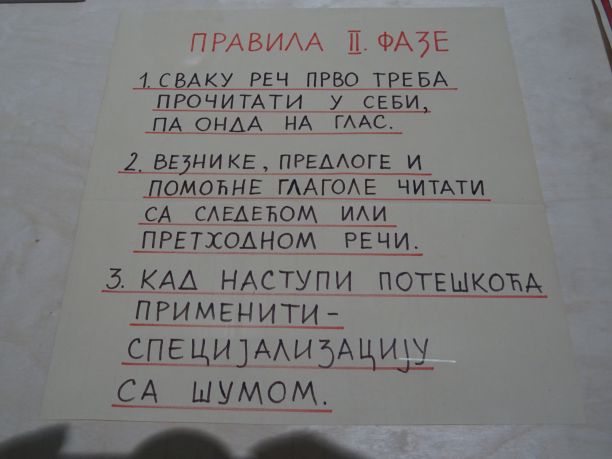 ПРАВИЛА II. ФАЗЕ
1. СВАКУ РЕЧ ПРВО ТРЕБА
ПРОЧИТАТИ У СЕБИ,
ПА ОНДА НА ГЛАС.
2. ВЕЗНИКЕ, ПРЕДЛОГЕ И
ПОМОЋНЕ ГЛАГОЛЕ ЧИТАТИ
СА СЛЕДЕЋОМ ИЛИ
ПРЕТХОДНОМ РЕЧИ.
3. КАД НАСТУПИ ПОТЕШКОЋА
ПРИМЕНИТИ-
СПЕЦИЈАЛИЗАЦИЈУ
СА ШУМОМ.